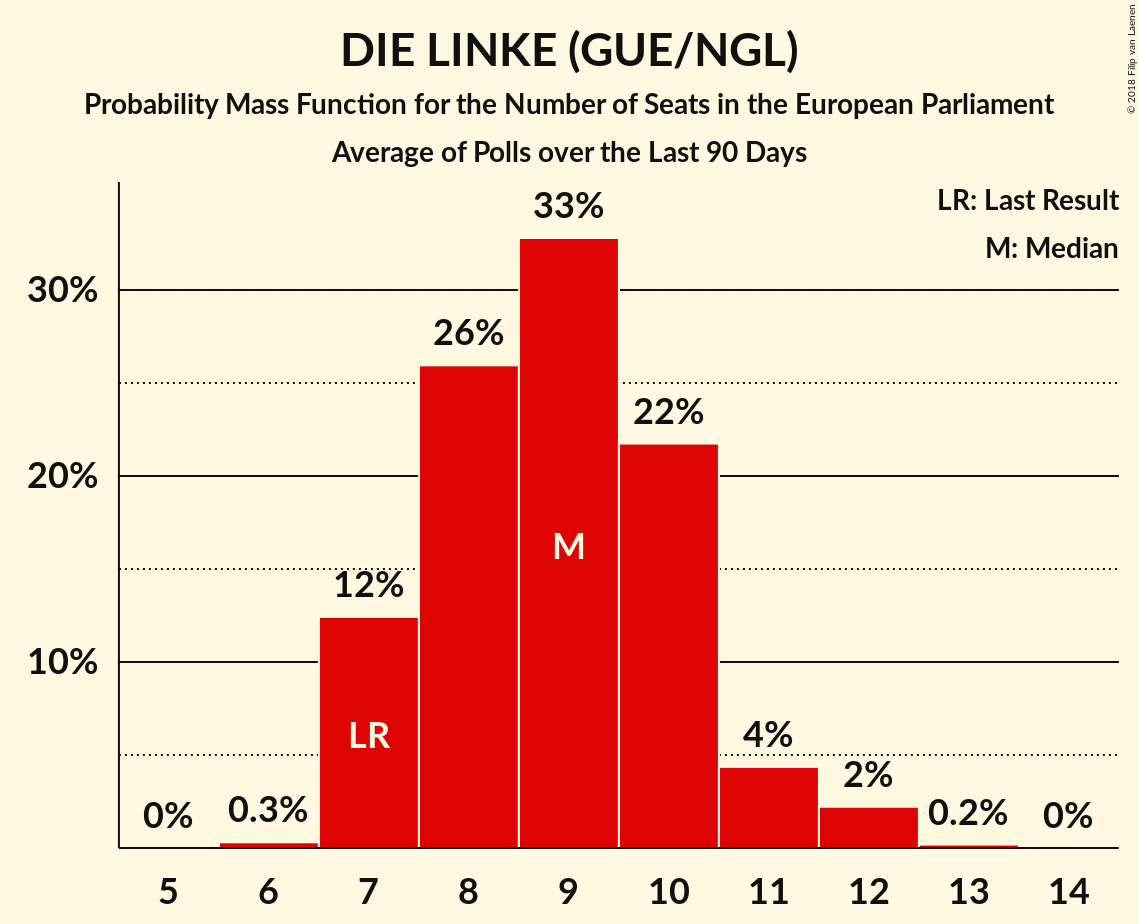 DIE LINKE (GUE/NGL)
Probability Mass Function for the Number of Seats in the European Parliament
Average of Polls over the Last 90 Days
© 2018 Filip van Laenen
LR: Last Result
M: Median
33%
30%
26%
22%
20%
M
12%
10%
LR
4%
2%
0%
0.3%
0.2%
0%
5
6
7
8
9
10
11
12
13
14